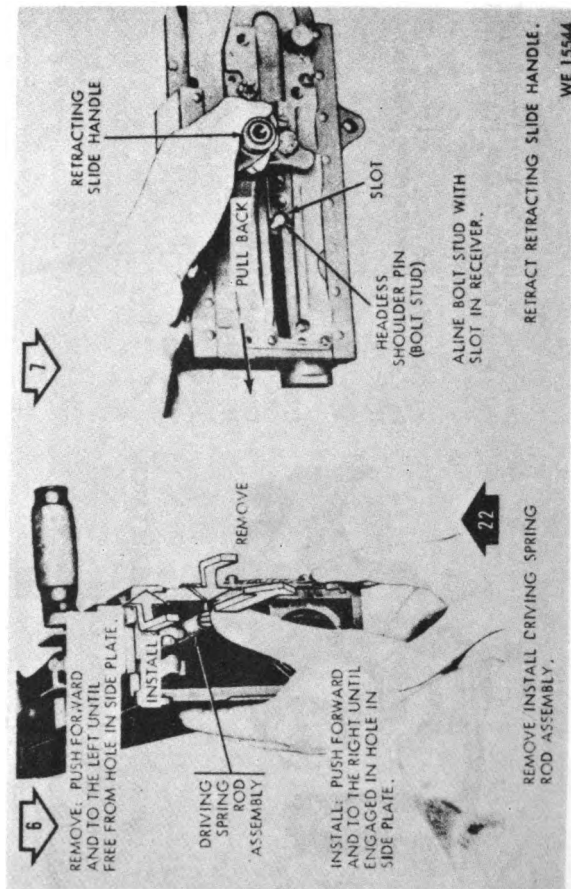 6
REMOVE: PUSH FORWARD
AND TO THE LEFT UNTIL
FREE FROM HOLE IN SIDE PLATE.
INSTALL
REMOVE
DRIVING
SPRING
ROD
ASSEMBLY
INSTALL: PUSH FORWARD
AND TO THE RIGHT UNTIL
ENGAGED IN HOLE IN
SIDE PLATE.
22
REMOVE INSTALL DRIVING SPRING
ROD ASSEMBLY.
7
RETRACTING
SLIDE HANDLE
PULL BACK
SLOT
HEADLESS
SHOULDER PIN
(BOLT STUD)
ALINE BOLT STUD WITH
SLOT IN RECEIVER.
RETRACT RETRACTING SLIDE HANDLE.
WE 15544